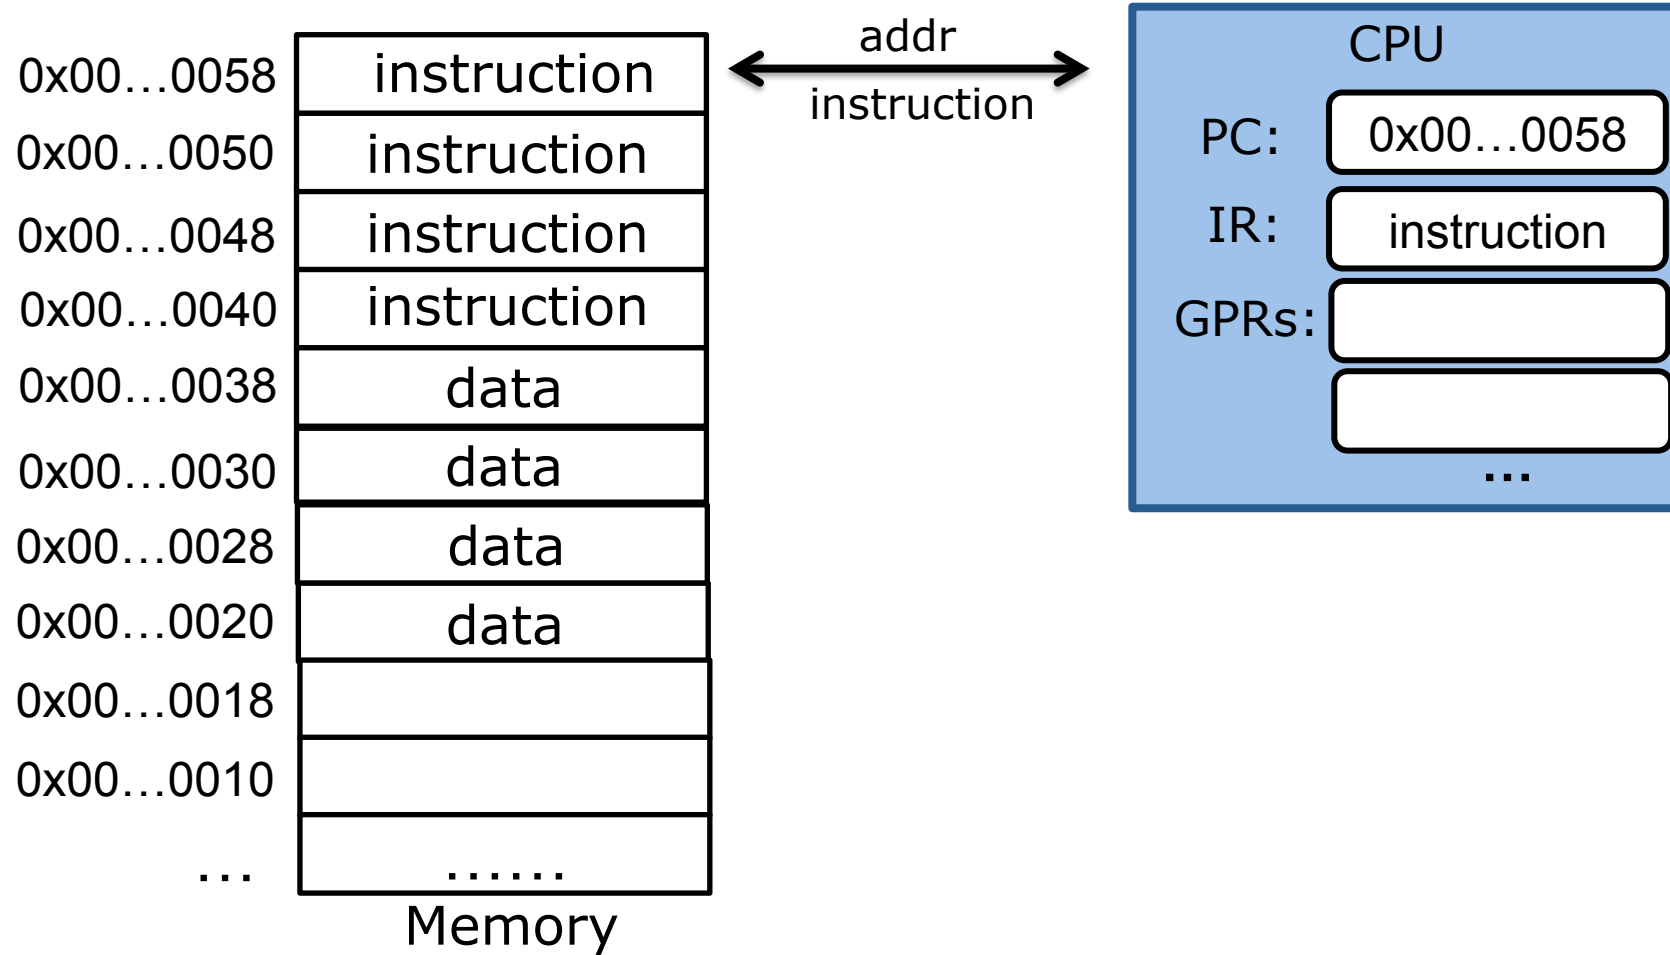 0x00…0058 instruction
0x00…0050 instruction
0x00…0048 instruction
0x00…0040 instruction
0x00…0038 data
0x00…0030 data
0x00…0028 data
0x00…0020 data
0x00…0018
0x00…0010
… ……
Memory
addr
instruction
CPU
PC: 0x00…0058
IR: instruction
GPRs:
…